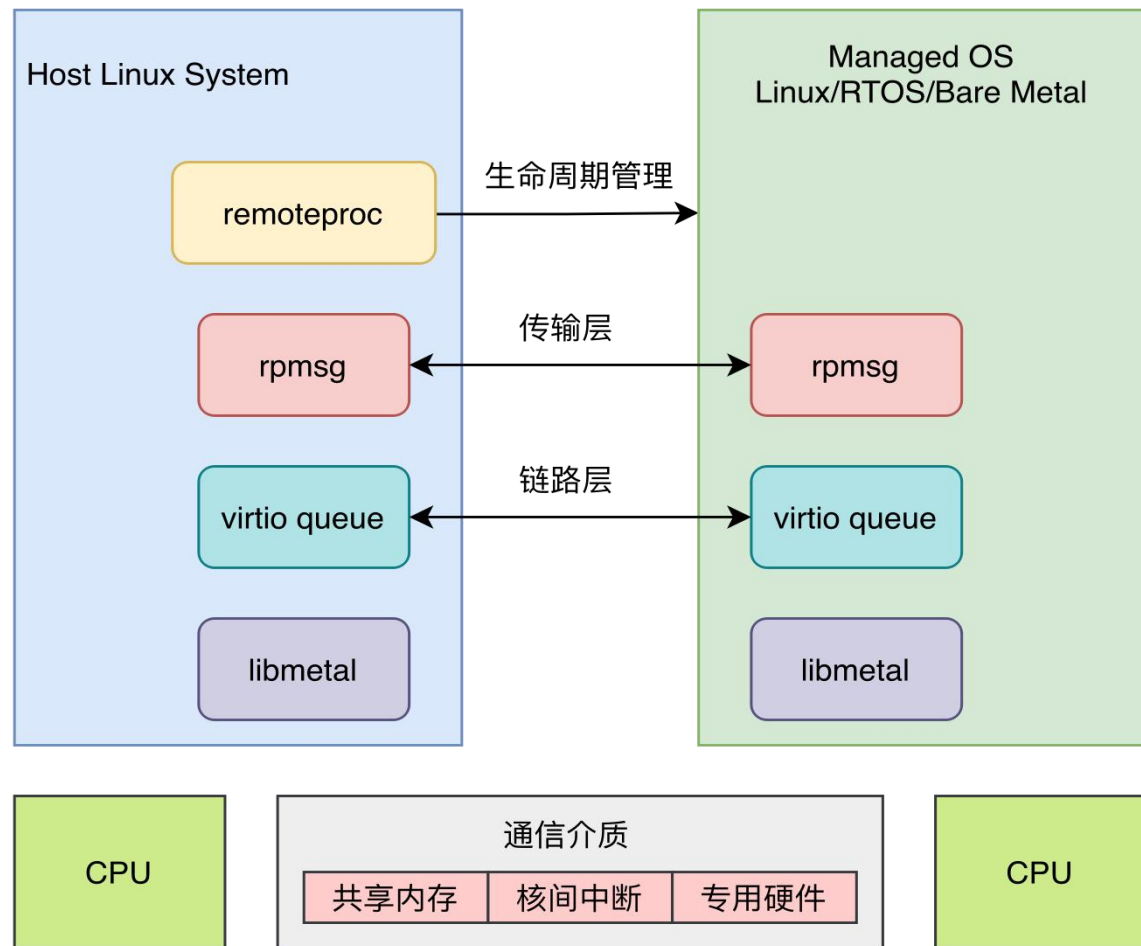 Host Linux System
Managed OS
Linux/RTOS/Bare Metal
生命周期管理
remoteproc
传输层
rpmsg
rpmsg
链路层
virtio queue
virtio queue
libmetal
libmetal
通信介质
CPU
CPU
共享内存
核间中断
专用硬件